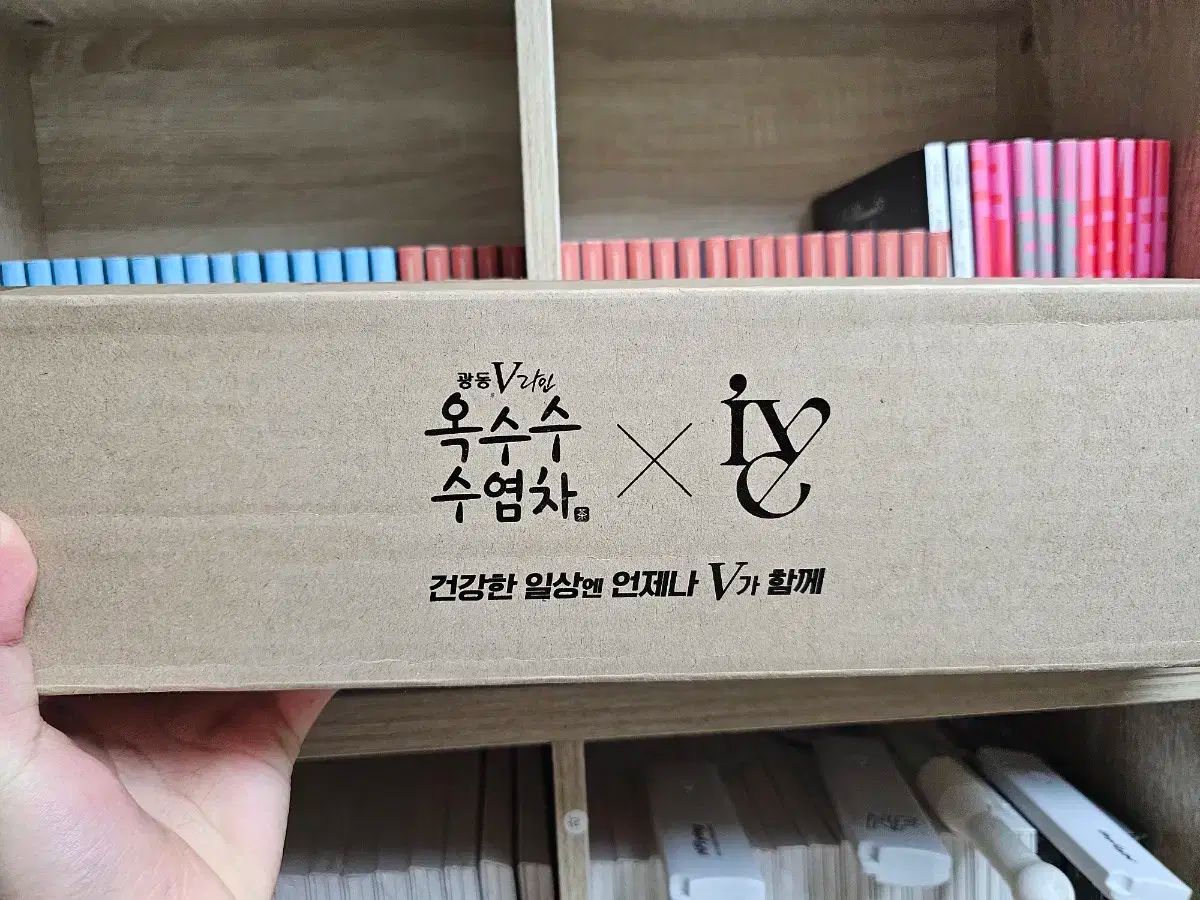 광동 V라인
옥수수
수염차 茶
×
IVE
건강한 일상엔 언제나 V가 함께